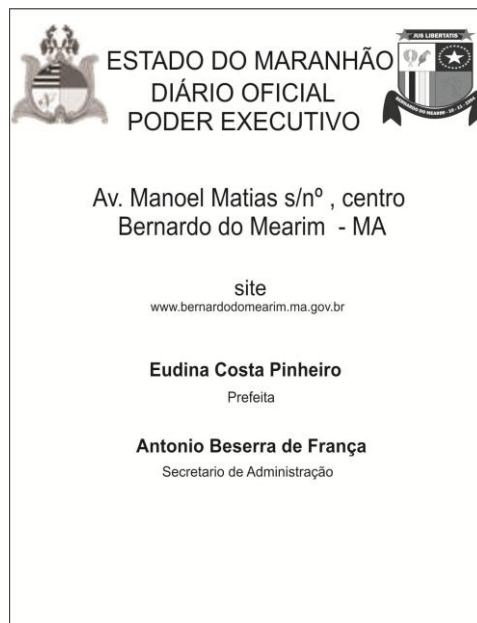 ESTADO DO MARANHÃO
DIÁRIO OFICIAL
PODER EXECUTIVO
JUS LIBERTATIS
Av. Manoel Matias s/nº , centro
Bernardo do Mearim - MA
site
www.bernardodomearim.ma.gov.br
Eudina Costa Pinheiro
Prefeita
Antonio Beserra de França
Secretario de Administração